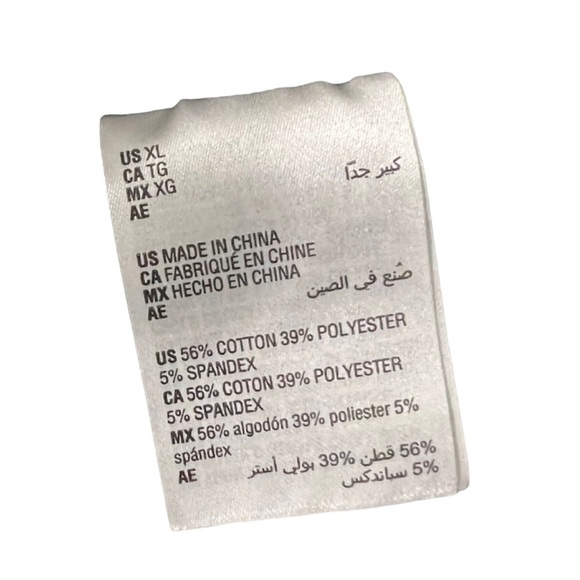 US XL
CA TG
MX XG
AE كبير جدًا
US MADE IN CHINA
CA FABRIQUÉ EN CHINE
MX HECHO EN CHINA
AE صُنع في الصين
US 56% COTTON 39% POLYESTER
5% SPANDEX
CA 56% COTON 39% POLYESTER
5% SPANDEX
MX 56% algodón 39% poliester 5%
spándex
AE 56% قطن 39% بولي أستر
5% سباندكس